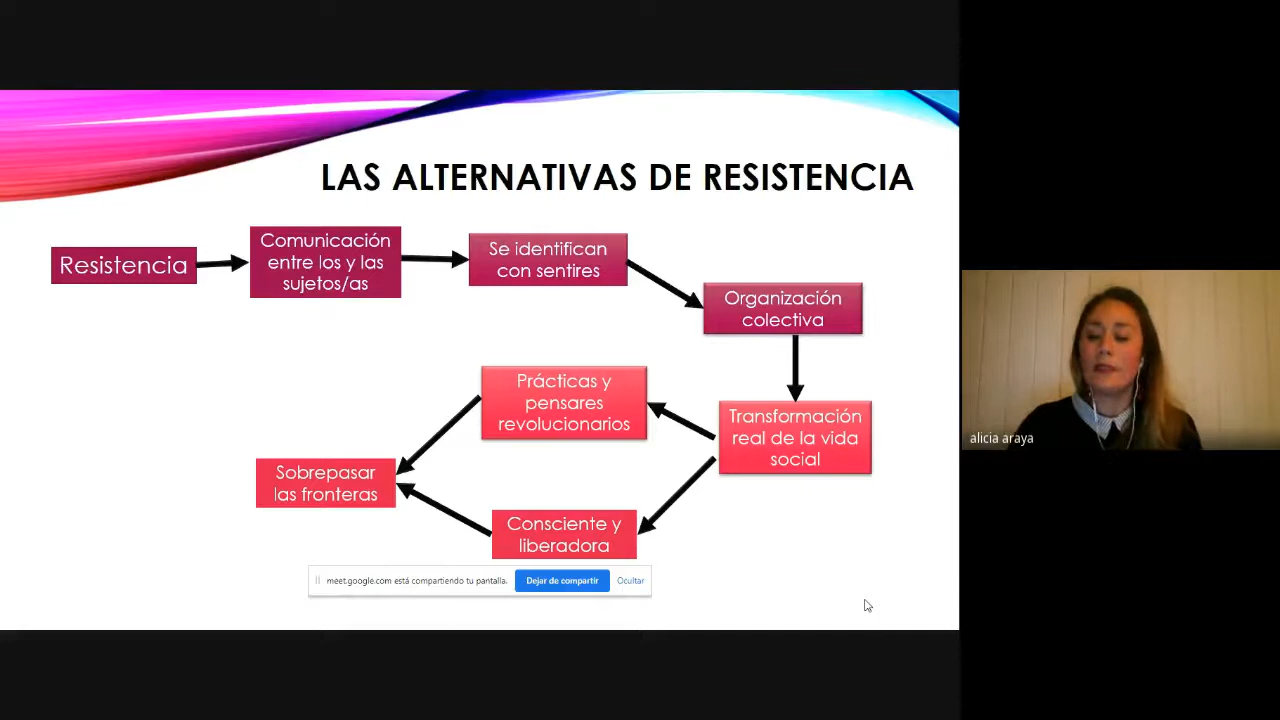 LAS ALTERNATIVAS DE RESISTENCIA
Resistencia
Comunicación
entre los y las
sujetos/as
Se identifican
con sentires
Organización
colectiva
Transformación
real de la vida
social
Prácticas y
pensares
revolucionarios
Consciente y
liberadora
Sobrepasar
las fronteras
meet.google.com está compartiendo tu pantalla.
Dejar de compartir
Ocultar
alicia araya